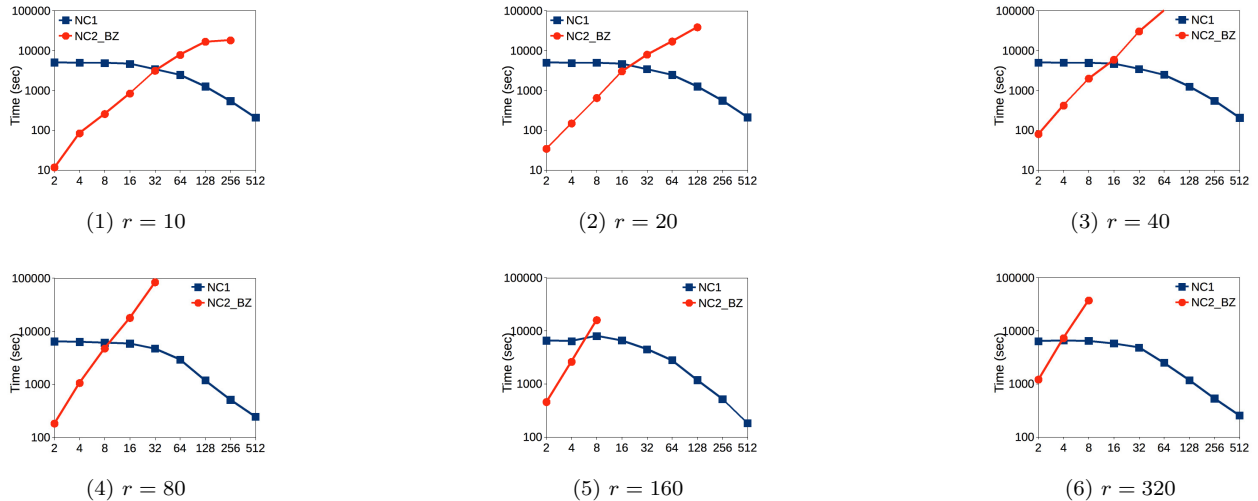 100000
NC1
NC2_BZ
10000
1000
100
10
Time (sec)
2 4 8 16 32 64 128 256 512
(1) r = 10
100000
NC1
NC2_BZ
10000
1000
100
10
Time (sec)
2 4 8 16 32 64 128 256 512
(2) r = 20
100000
NC1
NC2_BZ
10000
1000
100
10
Time (sec)
2 4 8 16 32 64 128 256 512
(3) r = 40
100000
NC1
NC2_BZ
10000
1000
100
Time (sec)
2 4 8 16 32 64 128 256 512
(4) r = 80
100000
NC1
NC2_BZ
10000
1000
100
Time (sec)
2 4 8 16 32 64 128 256 512
(5) r = 160
100000
NC1
NC2_BZ
10000
1000
100
Time (sec)
2 4 8 16 32 64 128 256 512
(6) r = 320